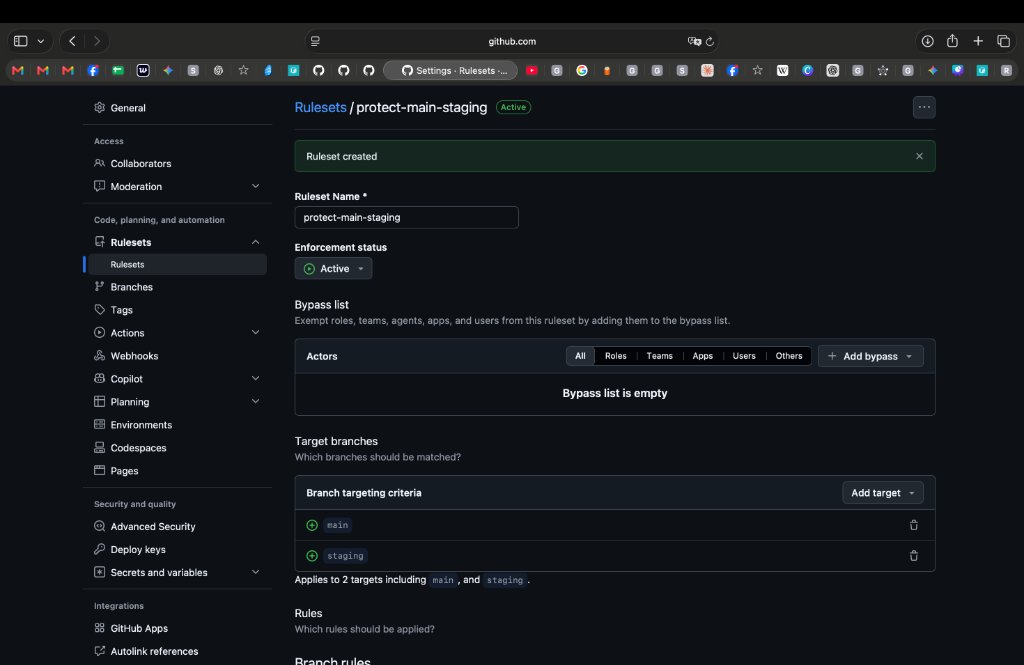 github.com
Settings · Rulesets ·...
General
Access
Collaborators
Moderation
Code, planning, and automation
Rulesets
Rulesets
Branches
Tags
Actions
Webhooks
Copilot
Planning
Environments
Codespaces
Pages
Security and quality
Advanced Security
Deploy keys
Secrets and variables
Integrations
GitHub Apps
Autolink references
Rulesets / protect-main-staging Active
Ruleset created
Ruleset Name *
protect-main-staging
Enforcement status
Active
Bypass list
Exempt roles, teams, agents, apps, and users from this ruleset by adding them to the bypass list.
Actors All Roles Teams Apps Users Others Add bypass
Bypass list is empty
Target branches
Which branches should be matched?
Branch targeting criteria Add target
main
staging
Applies to 2 targets including main , and staging .
Rules
Which rules should be applied?
Branch rules